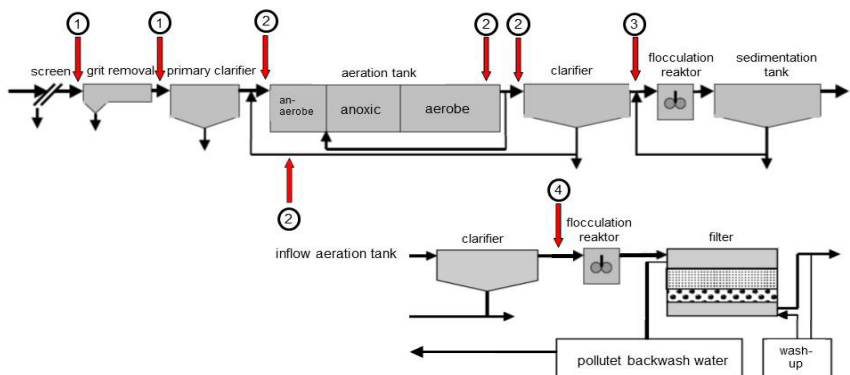 1 1 2 2 2 3
screen grit removal primary clarifier aeration tank clarifier flocculation reaktor sedimentation tank
an-
aerobe anoxic aerobe
2
4
inflow aeration tank clarifier flocculation reaktor filter
pollutet backwash water
wash-
up